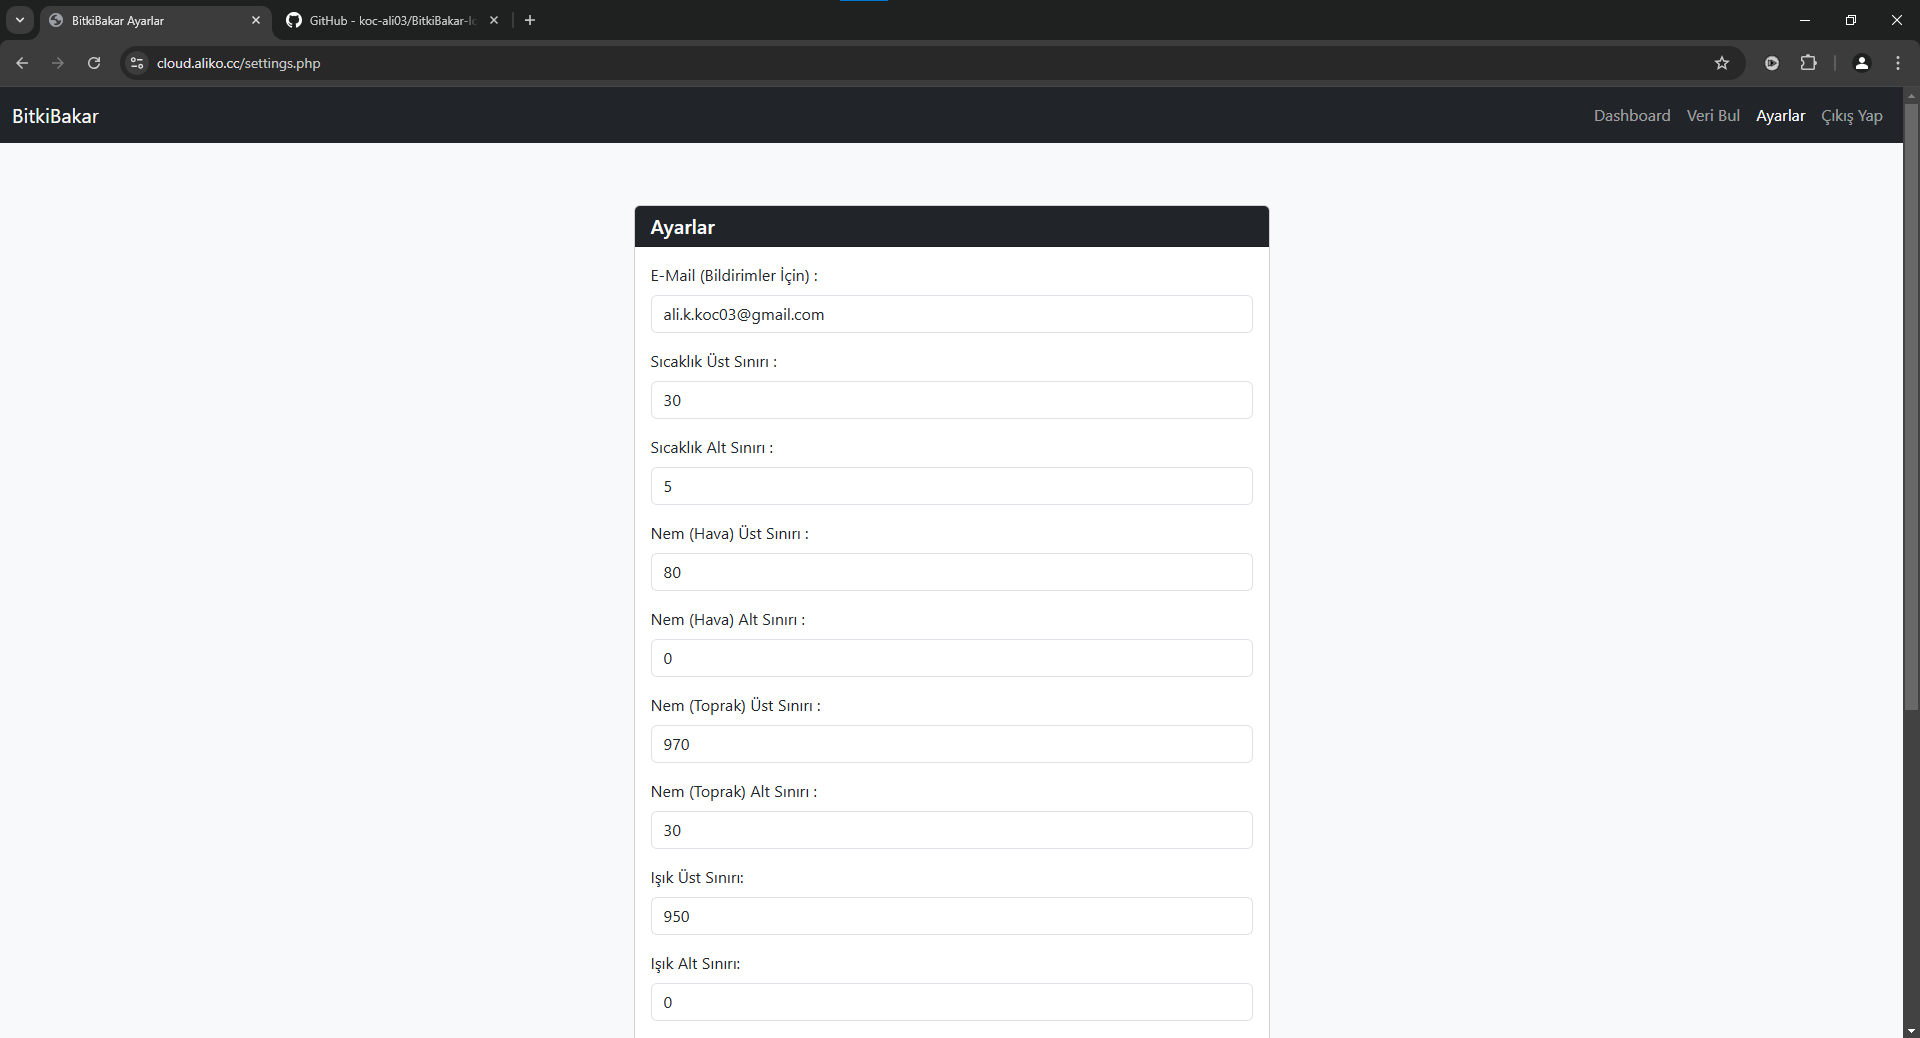 BitkiBakar Ayarlar
GitHub - koc-ali03/BitkiBakar-I
cloud.aliko.cc/settings.php
BitkiBakar
Dashboard Veri Bul Ayarlar Çıkış Yap
Ayarlar
E-Mail (Bildirimler İçin) :
ali.k.koc03@gmail.com
Sıcaklık Üst Sınırı :
30
Sıcaklık Alt Sınırı :
5
Nem (Hava) Üst Sınırı :
80
Nem (Hava) Alt Sınırı :
0
Nem (Toprak) Üst Sınırı :
970
Nem (Toprak) Alt Sınırı :
30
Işık Üst Sınırı:
950
Işık Alt Sınırı:
0